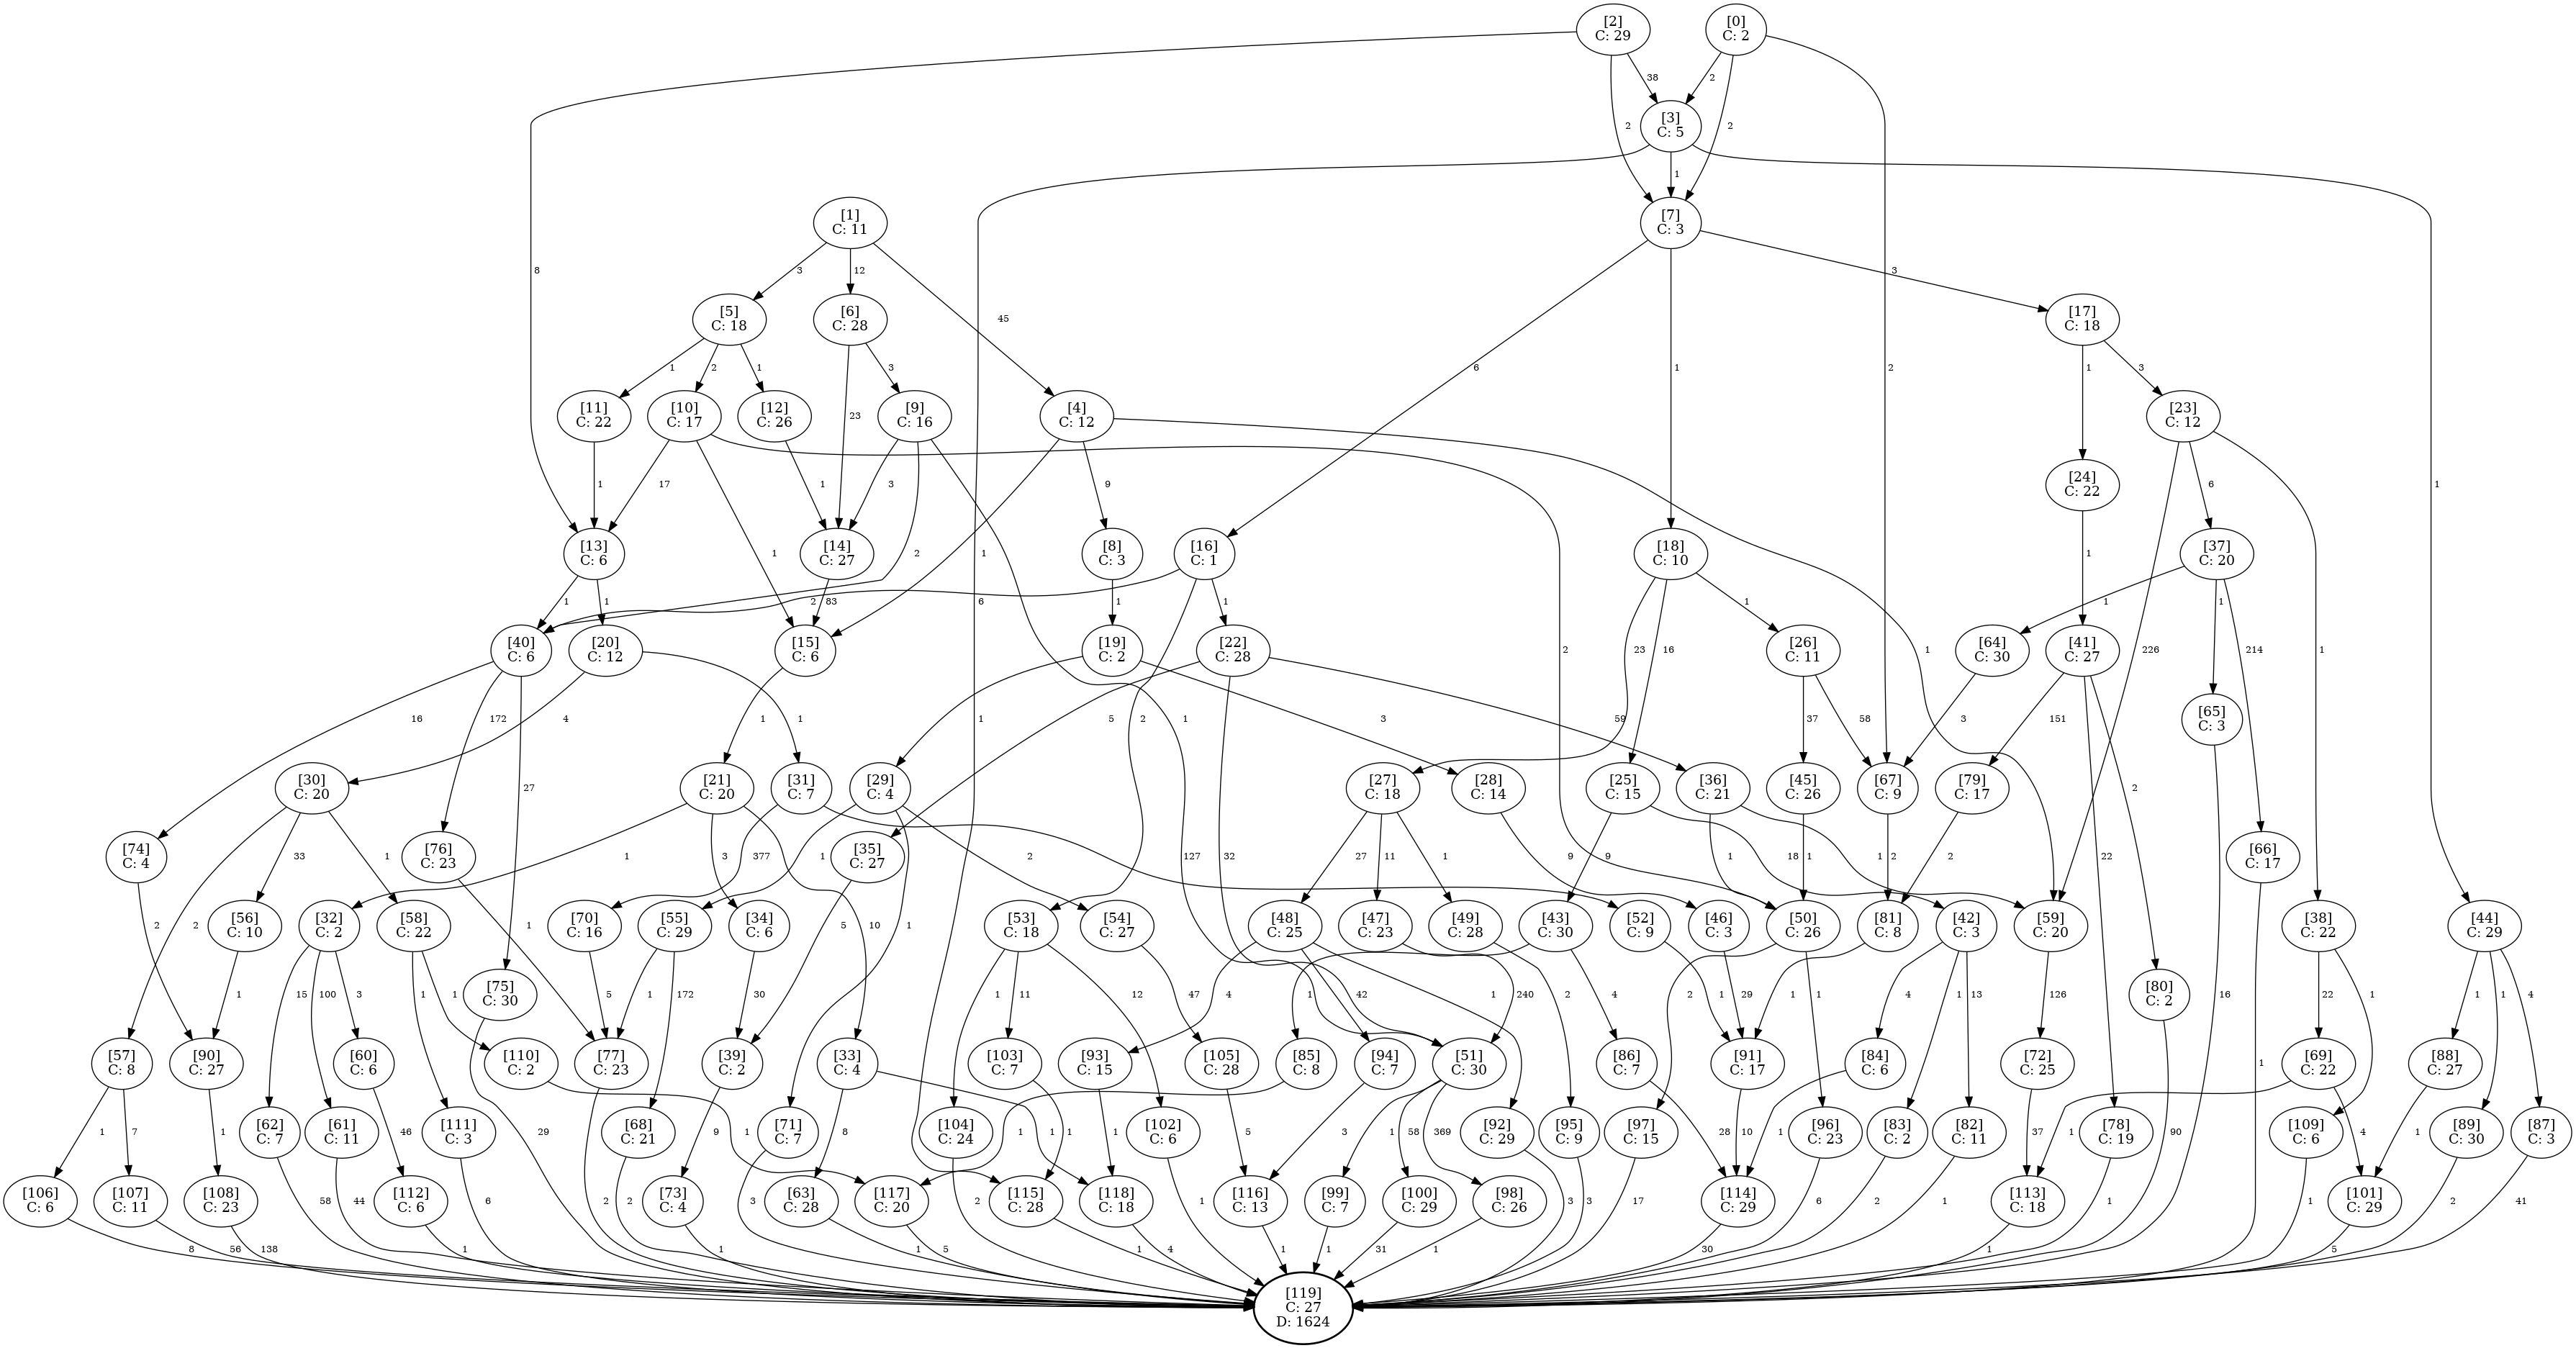 [2]
C: 29
[0]
C: 2
38
2
[3]
C: 5
8
2
2
1
[1]
C: 11
[7]
C: 3
3
12
3
45
[5]
C: 18
[6]
C: 28
[17]
C: 18
1
2
1
3
6
1
1
3
2
[11]
C: 22
[10]
C: 17
[12]
C: 26
[9]
C: 16
[4]
C: 12
[23]
C: 12
23
1
17
1
3
9
6
1
[24]
C: 22
[13]
C: 6
[14]
C: 27
[8]
C: 3
[16]
C: 1
[18]
C: 10
[37]
C: 20
1
2
1
1
1
1
2
83
1
1
1
1
[40]
C: 6
[20]
C: 12
[15]
C: 6
[19]
C: 2
[22]
C: 28
[26]
C: 11
[64]
C: 30
[41]
C: 27
6
2
23
16
1
226
214
1
[65]
C: 3
16
172
4
1
1
1
3
2
1
5
59
37
58
3
151
27
2
[30]
C: 20
[21]
C: 20
[31]
C: 7
[29]
C: 4
[27]
C: 18
[28]
C: 14
[25]
C: 15
[36]
C: 21
[45]
C: 26
[67]
C: 9
[79]
C: 17
[74]
C: 4
[76]
C: 23
[35]
C: 27
[66]
C: 17
33
1
1
3
377
1
2
127
32
27
11
1
9
9
18
1
1
1
2
2
22
[56]
C: 10
[32]
C: 2
[58]
C: 22
[70]
C: 16
[55]
C: 29
[34]
C: 6
[54]
C: 27
[53]
C: 18
[48]
C: 25
[47]
C: 23
[49]
C: 28
[43]
C: 30
[52]
C: 9
[46]
C: 3
[50]
C: 26
[81]
C: 8
[42]
C: 3
[59]
C: 20
[38]
C: 22
[44]
C: 29
2
2
1
10
1
5
[75]
C: 30
[80]
C: 2
1
15
100
3
1
1
5
1
172
30
47
1
11
12
4
42
1
240
1
2
4
1
29
2
1
1
4
1
13
126
16
22
1
1
1
4
[57]
C: 8
[90]
C: 27
[60]
C: 6
[110]
C: 2
[77]
C: 23
[39]
C: 2
[33]
C: 4
[103]
C: 7
[93]
C: 15
[105]
C: 28
[85]
C: 8
[94]
C: 7
[51]
C: 30
[86]
C: 7
[91]
C: 17
[84]
C: 6
[72]
C: 25
[69]
C: 22
[88]
C: 27
1
[62]
C: 7
[61]
C: 11
[111]
C: 3
[68]
C: 21
[71]
C: 7
[104]
C: 24
[102]
C: 6
[92]
C: 29
[95]
C: 9
[97]
C: 15
[96]
C: 23
[83]
C: 2
[82]
C: 11
[78]
C: 19
[109]
C: 6
[89]
C: 30
[87]
C: 3
1
7
1
46
29
1
9
8
1
1
1
5
1
3
1
58
369
28
10
1
37
90
1
4
1
[106]
C: 6
[107]
C: 11
[108]
C: 23
[112]
C: 6
[73]
C: 4
[63]
C: 28
[117]
C: 20
[115]
C: 28
[118]
C: 18
[116]
C: 13
[99]
C: 7
[100]
C: 29
[98]
C: 26
[114]
C: 29
[113]
C: 18
[101]
C: 29
58
44
6
2
2
3
2
1
3
3
17
6
2
1
1
1
2
41
8
56
138
1
1
1
5
1
4
1
1
31
1
30
1
5
[119]
C: 27
D: 1624